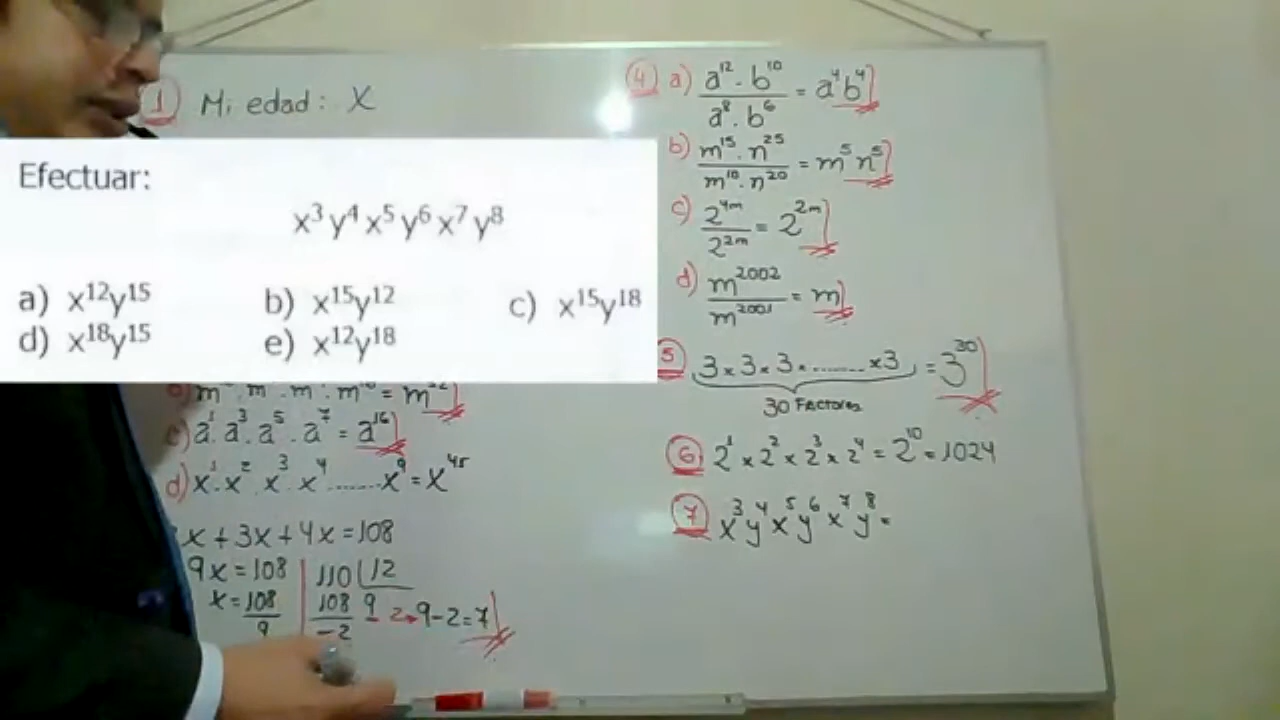 1 Mi edad: X
Efectuar:
x³y⁴x⁵y⁶x⁷y⁸
a) x¹²y¹⁵ b) x¹⁵y¹² c) x¹⁵y¹⁸
d) x¹⁸y¹⁵ e) x¹²y¹⁸
c) a¹.a³.a⁵.a⁷ = a¹⁶
d) x¹.x².x³.x⁴.......x⁹ = x⁴⁵
x + 3x + 4x = 108
9x = 108
x = 108/9
110 12
108 9
-2
2 → 9-2=7
4 a) a¹².b¹⁰/a⁸.b⁶ = a⁴b⁴
b) m¹⁵.n²⁵/m¹⁰.n²⁰ = m⁵n⁵
c) 2⁴ᵐ/2²ᵐ = 2²ᵐ
d) m²⁰⁰²/m²⁰⁰¹ = m
5 3×3×3×........×3 = 3³⁰
30 Factores
6 2¹×2²×2³×2⁴ = 2¹⁰ = 1024
7 x³y⁴x⁵y⁶x⁷y⁸ =